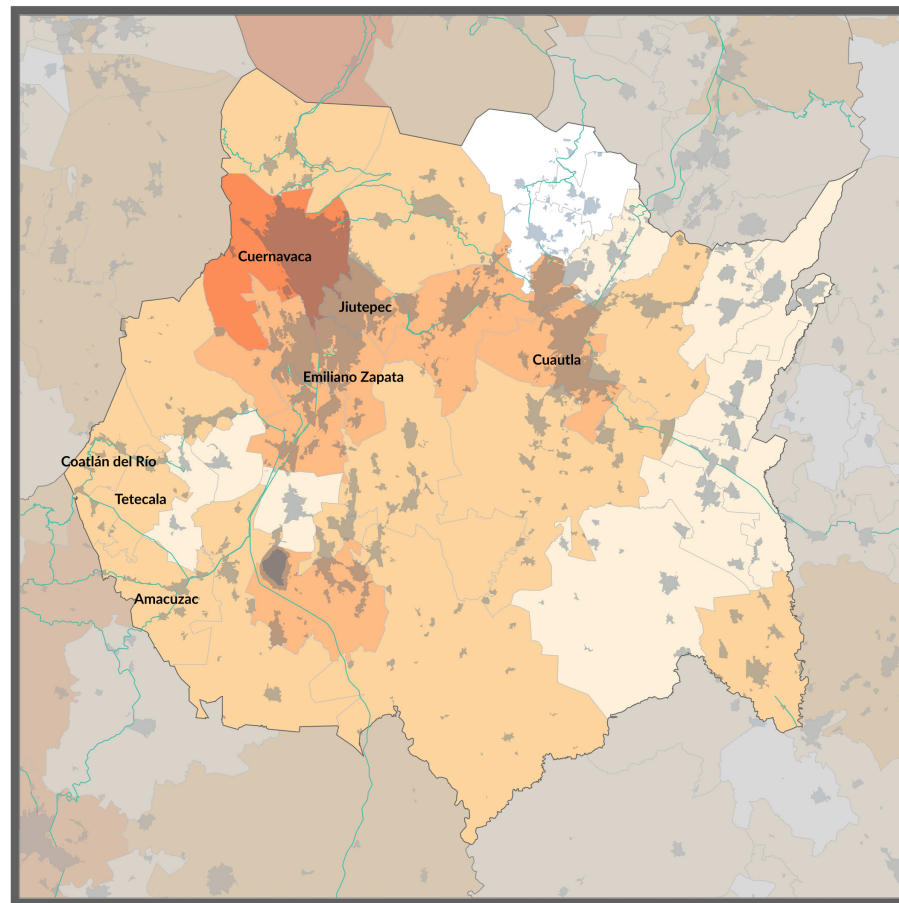 Cuernavaca
Jiutepec
Cuautla
Emiliano Zapata
Coatlán del Río
Tetecala
Amacuzac